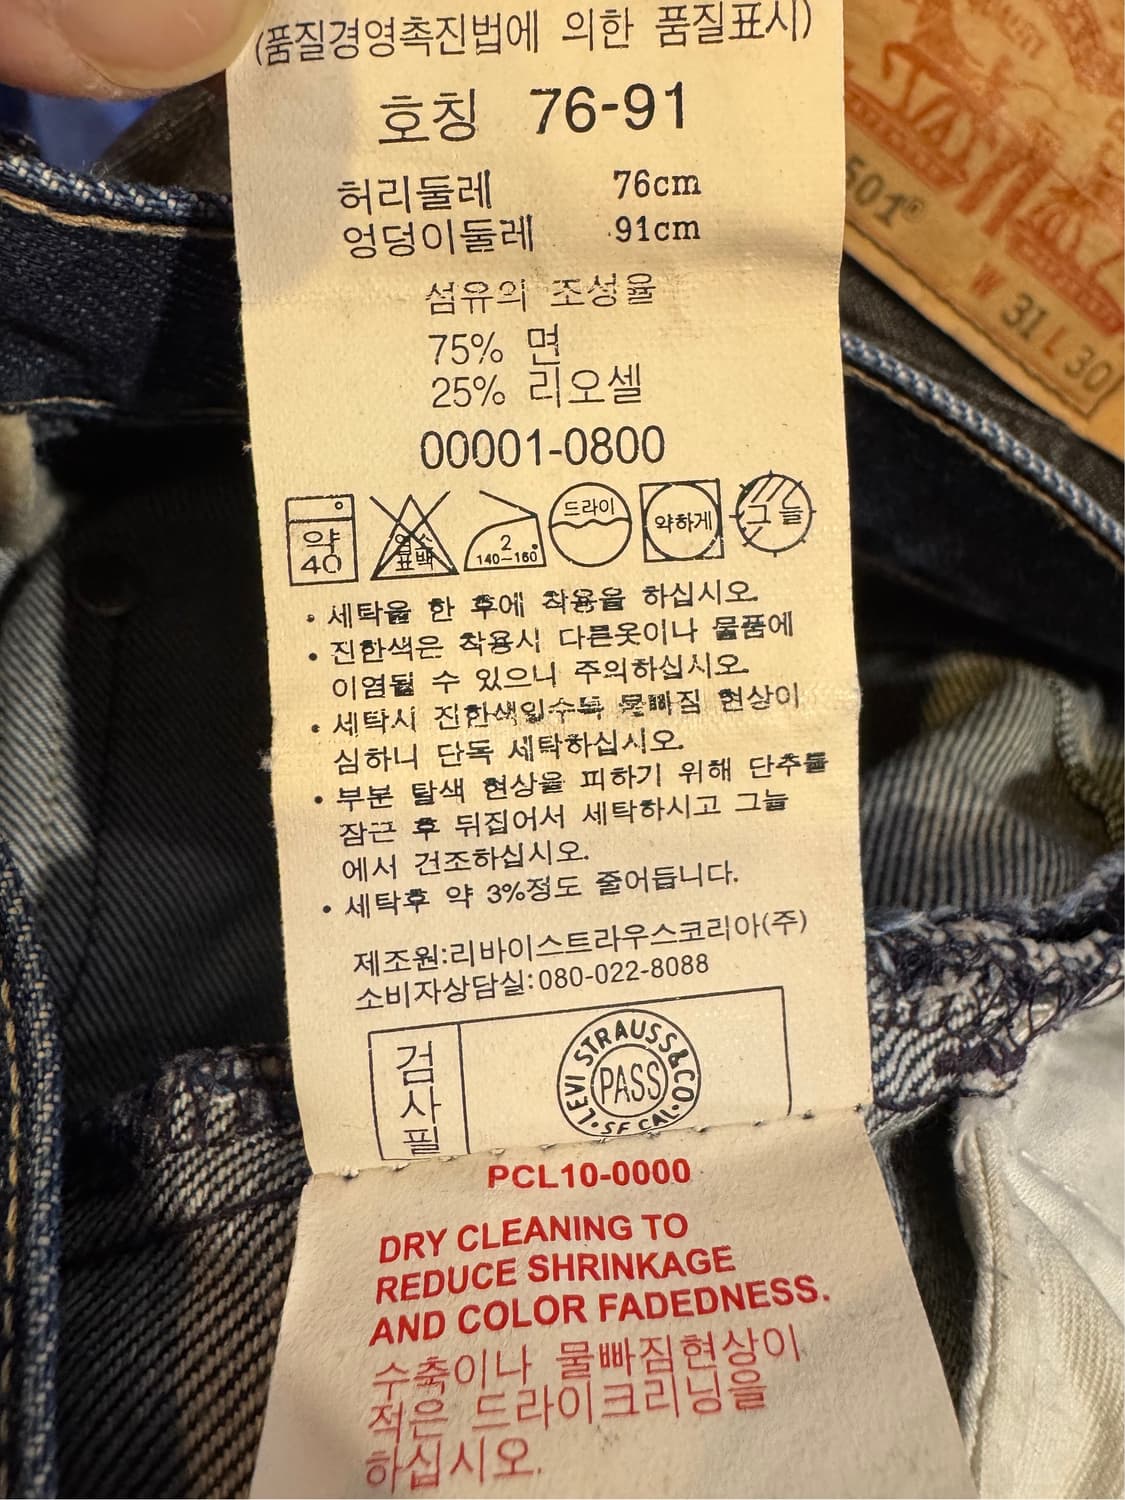 (품질경영촉진법에 의한 품질표시)
호칭 76-91
허리둘레 76cm
엉덩이둘레 91cm
섬유의 조성율
75% 면
25% 리오셀
00001-0800
약
40
염소
표백
2
140-160
드라이
약하게
그늘
• 세탁을 한 후에 착용을 하십시오.
• 진한색은 착용시 다른옷이나 물품에
이염될 수 있으니 주의하십시오.
• 세탁시 진한색일수록 물빠짐 현상이
심하니 단독 세탁하십시오.
• 부분 탈색 현상을 피하기 위해 단추를
잠근 후 뒤집어서 세탁하시고 그늘
에서 건조하십시오.
• 세탁후 약 3%정도 줄어듭니다.
제조원:리바이스트라우스코리아(주)
소비자상담실:080-022-8088
검
사
필
LEVI STRAUSS & CO. SF CAL.
PASS
PCL10-0000
DRY CLEANING TO
REDUCE SHRINKAGE
AND COLOR FADEDNESS.
수축이나 물빠짐현상이
적은 드라이크리닝을
하십시오.
501®
W 31 L 30